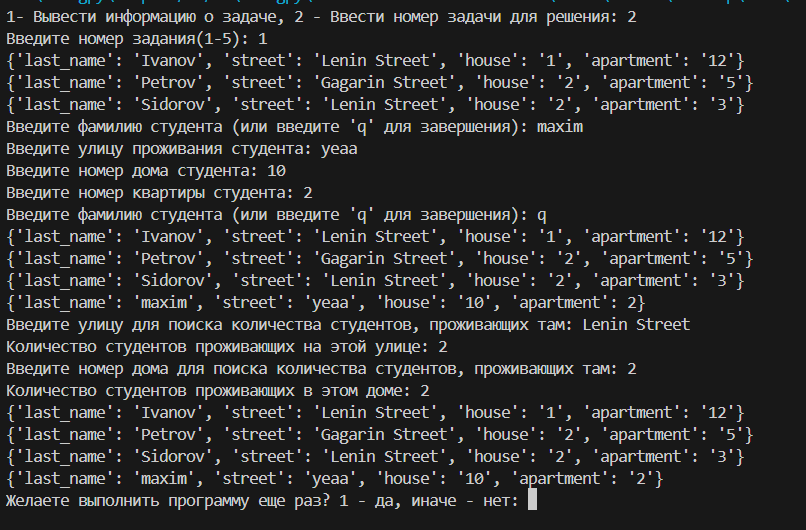 1- Вывести информацию о задаче, 2 - Ввести номер задачи для решения: 2
Введите номер задания(1-5): 1
{'last_name': 'Ivanov', 'street': 'Lenin Street', 'house': '1', 'apartment': '12'}
{'last_name': 'Petrov', 'street': 'Gagarin Street', 'house': '2', 'apartment': '5'}
{'last_name': 'Sidorov', 'street': 'Lenin Street', 'house': '2', 'apartment': '3'}
Введите фамилию студента (или введите 'q' для завершения): maxim
Введите улицу проживания студента: yeaa
Введите номер дома студента: 10
Введите номер квартиры студента: 2
Введите фамилию студента (или введите 'q' для завершения): q
{'last_name': 'Ivanov', 'street': 'Lenin Street', 'house': '1', 'apartment': '12'}
{'last_name': 'Petrov', 'street': 'Gagarin Street', 'house': '2', 'apartment': '5'}
{'last_name': 'Sidorov', 'street': 'Lenin Street', 'house': '2', 'apartment': '3'}
{'last_name': 'maxim', 'street': 'yeaa', 'house': '10', 'apartment': 2}
Введите улицу для поиска количества студентов, проживающих там: Lenin Street
Количество студентов проживающих на этой улице: 2
Введите номер дома для поиска количества студентов, проживающих там: 2
Количество студентов проживающих в этом доме: 2
{'last_name': 'Ivanov', 'street': 'Lenin Street', 'house': '1', 'apartment': '12'}
{'last_name': 'Petrov', 'street': 'Gagarin Street', 'house': '2', 'apartment': '5'}
{'last_name': 'Sidorov', 'street': 'Lenin Street', 'house': '2', 'apartment': '3'}
{'last_name': 'maxim', 'street': 'yeaa', 'house': '10', 'apartment': '2'}
Желаете выполнить программу еще раз? 1 - да, иначе - нет: